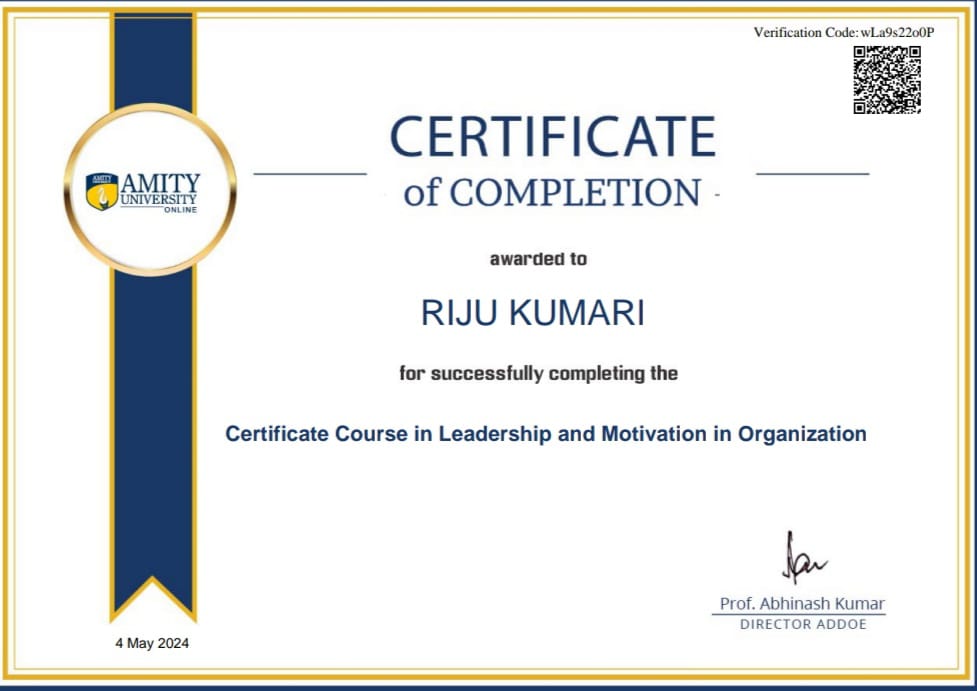 Verification Code: wLa9s22o0P
AMITY
AMITY
UNIVERSITY
ONLINE
CERTIFICATE
of COMPLETION
awarded to
RIJU KUMARI
for successfully completing the
Certificate Course in Leadership and Motivation in Organization
Prof. Abhinash Kumar
DIRECTOR ADDOE
4 May 2024